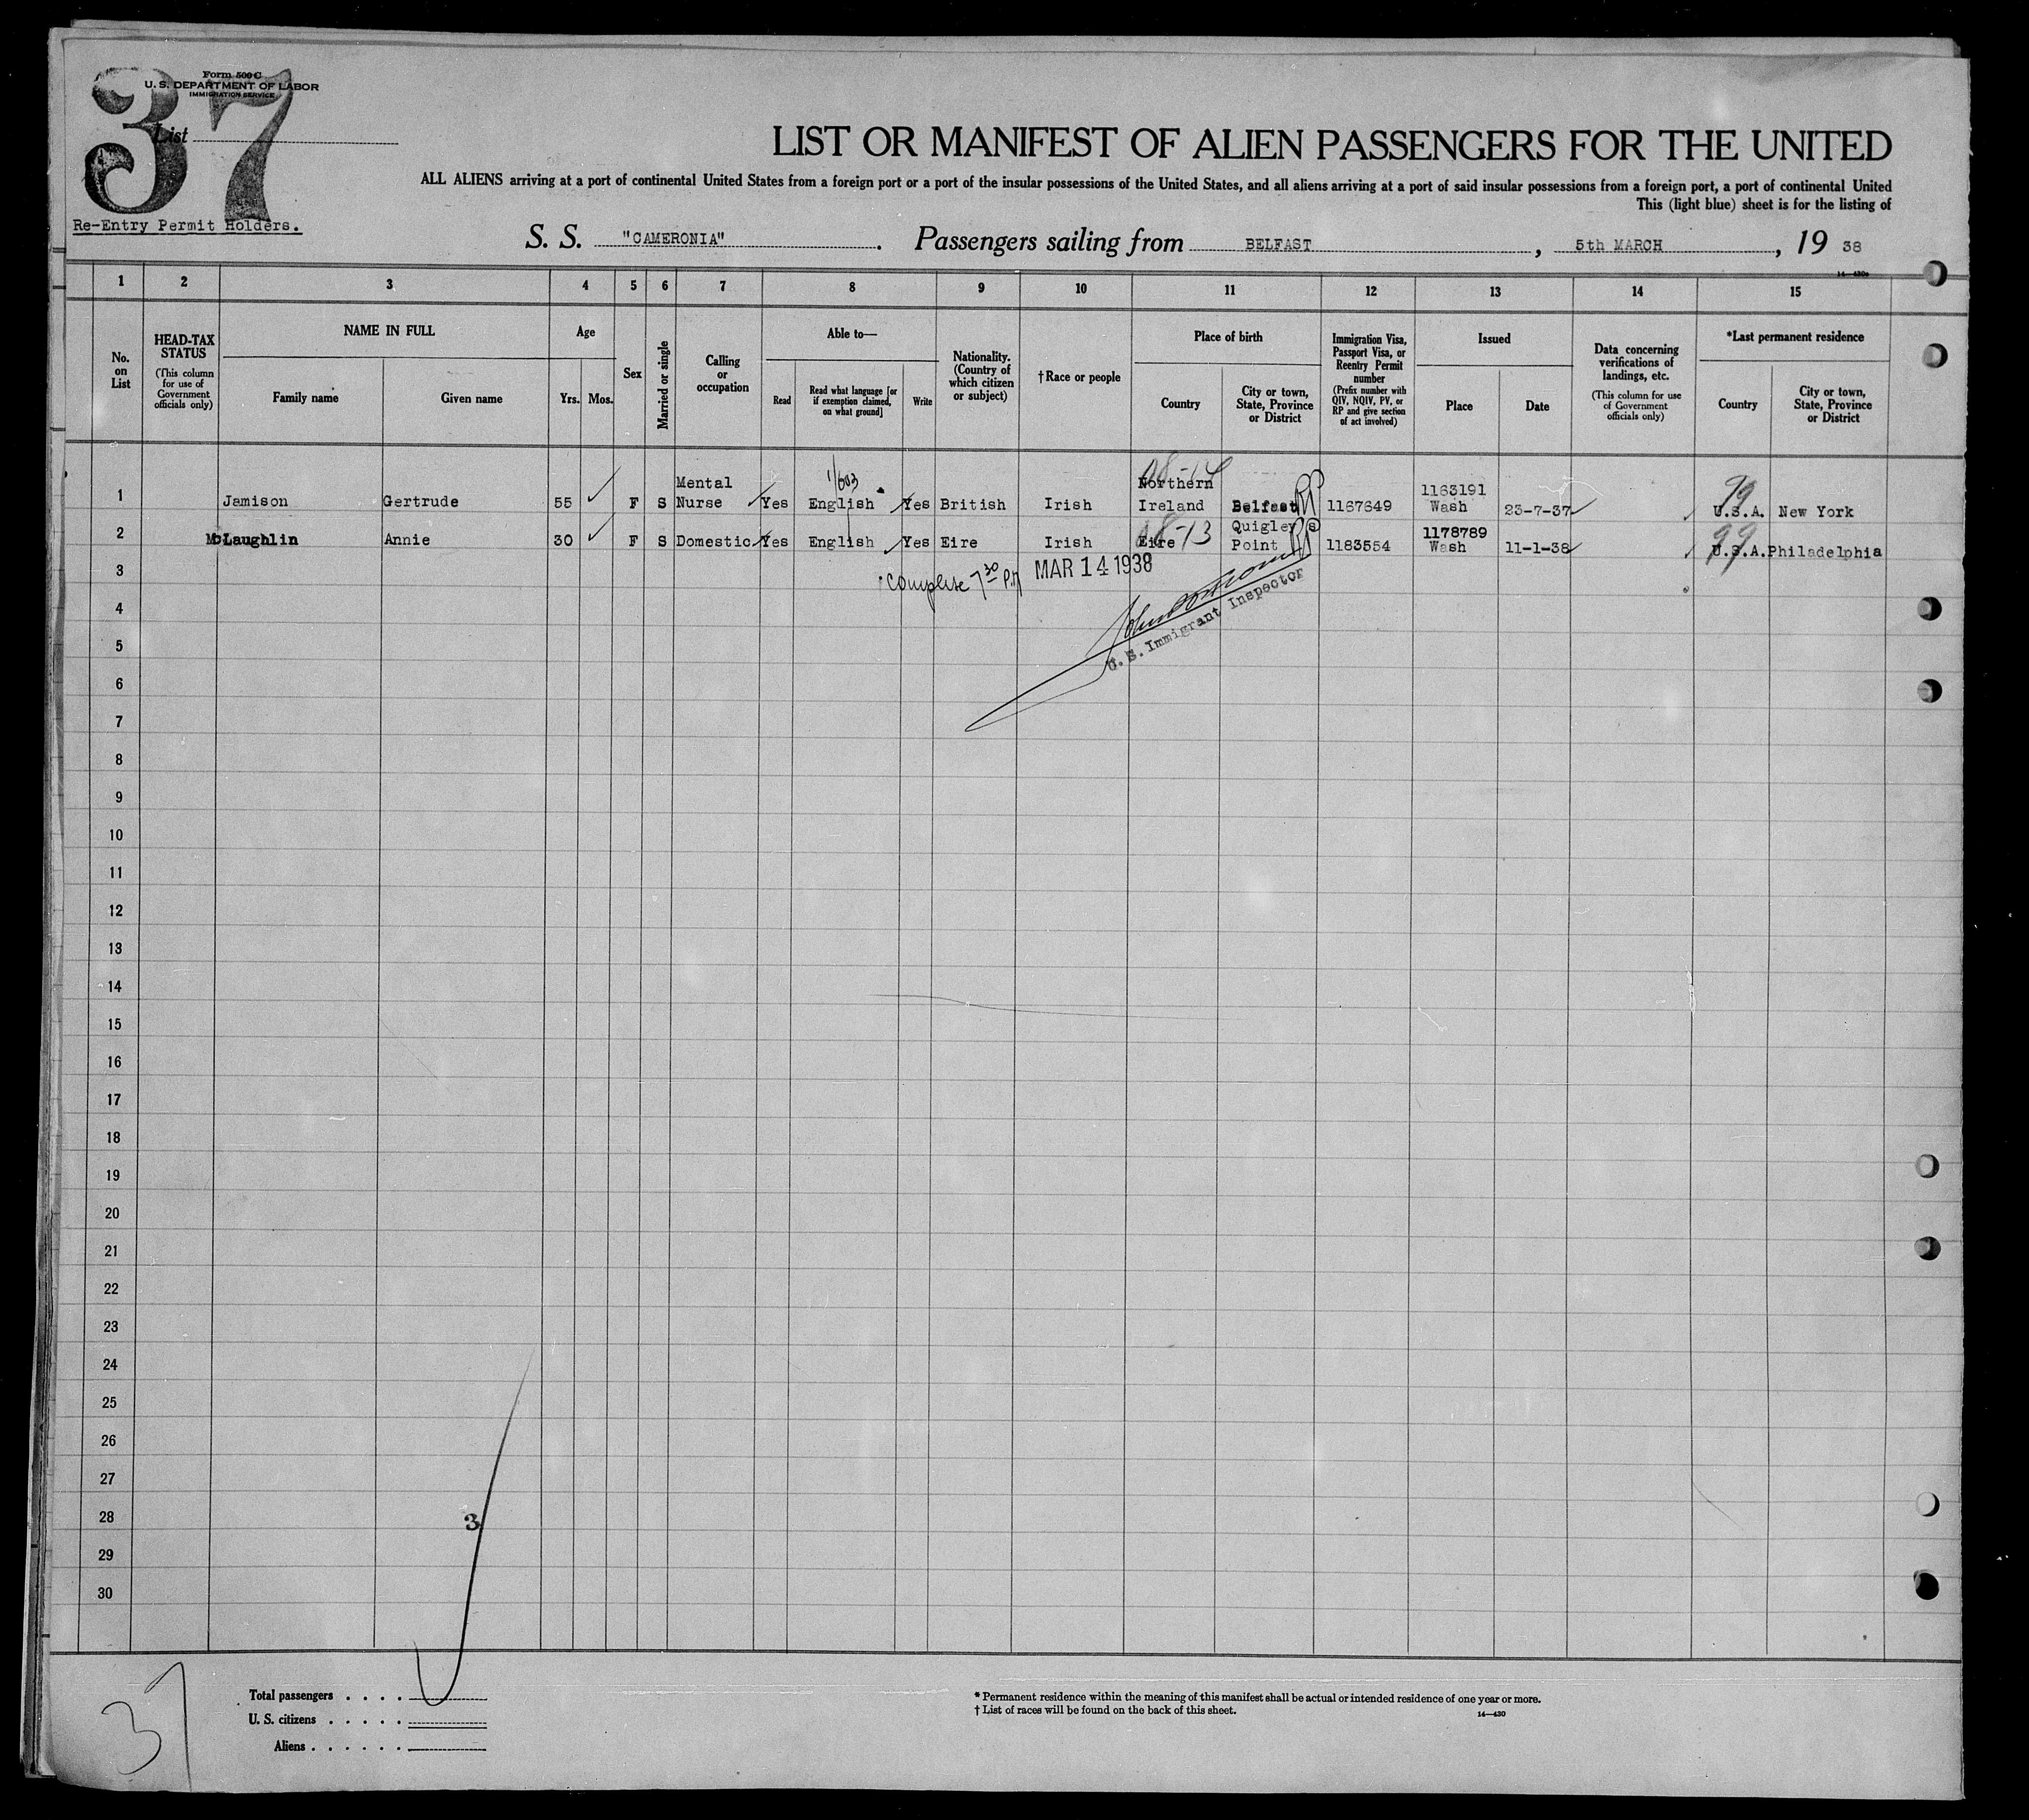 37
Form 500 C
U. S. DEPARTMENT OF LABOR
IMMIGRATION SERVICE
List
LIST OR MANIFEST OF ALIEN PASSENGERS FOR THE UNITED
ALL ALIENS arriving at a port of continental United States from a foreign port or a port of the insular possessions of the United States, and all aliens arriving at a port of said insular possessions from a foreign port, a port of continental United
This (light blue) sheet is for the listing of
Re-Entry Permit Holders.
S. S. "CAMERONIA". Passengers sailing from BELFAST, 5th MARCH, 19 38
1 2 3 4 5 6 7 8 9 10 11 12 13 14 15
No. on List
HEAD-TAX STATUS (This column for use of Government officials only)
NAME IN FULL
Family name Given name
Age
Yrs. Mos.
Sex
Married or single
Calling or occupation
Able to—
Read
Read what language [or if exemption claimed, on what ground]
Write
Nationality. (Country of which citizen or subject)
†Race or people
Place of birth
Country
City or town, State, Province or District
Immigration Visa, Passport Visa, or Reentry Permit number (Prefix number with QIV, NQIV, PV, or RP and give section of act involved)
Issued
Place Date
Data concerning verifications of landings, etc. (This column for use of Government officials only)
*Last permanent residence
Country
City or town, State, Province or District
1 Jamison Gertrude 55 F S Mental Nurse Yes English Yes British Irish Northern Ireland Belfast RP 1167649 1163191 Wash 23-7-37 99 U.S.A. New York
2 McLaughlin Annie 30 F S Domestic Yes English Yes Eire Irish Eire Quigley s Point RP 1183554 1178789 Wash 11-1-38 99 U.S.A. Philadelphia
3 Complete 7 30 P.M MAR 14 1938
4
U. S. Immigrant Inspector
5
6
7
8
9
10
11
12
13
14
15
16
17
18
19
20
21
22
23
24
25
26
27
28 3
29
30
37
Total passengers . . . .
U. S. citizens . . . . .
Aliens . . . . . .
* Permanent residence within the meaning of this manifest shall be actual or intended residence of one year or more.
† List of races will be found on the back of this sheet.
14—430